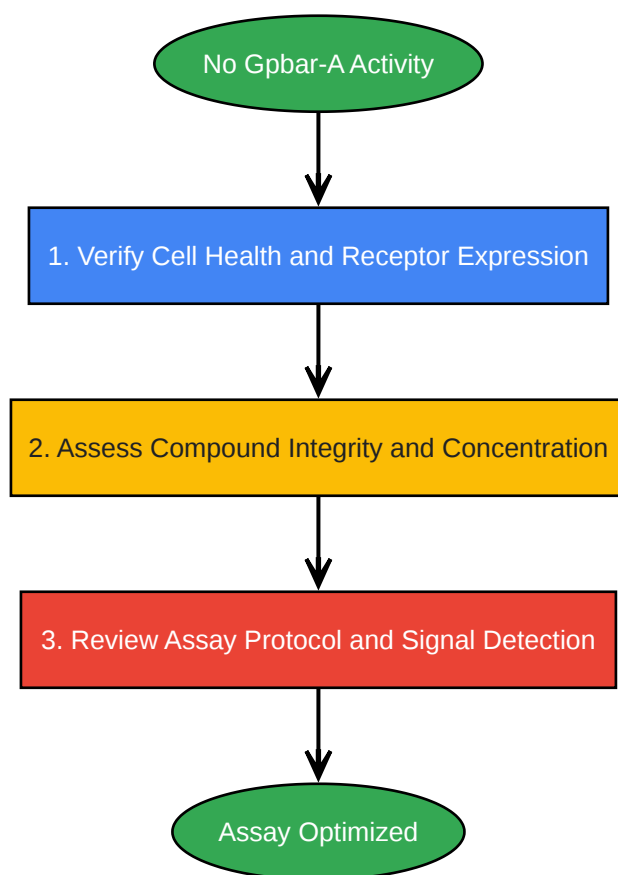 No Gpbar-A Activity
1. Verify Cell Health and Receptor Expression
2. Assess Compound Integrity and Concentration
3. Review Assay Protocol and Signal Detection
Assay Optimized